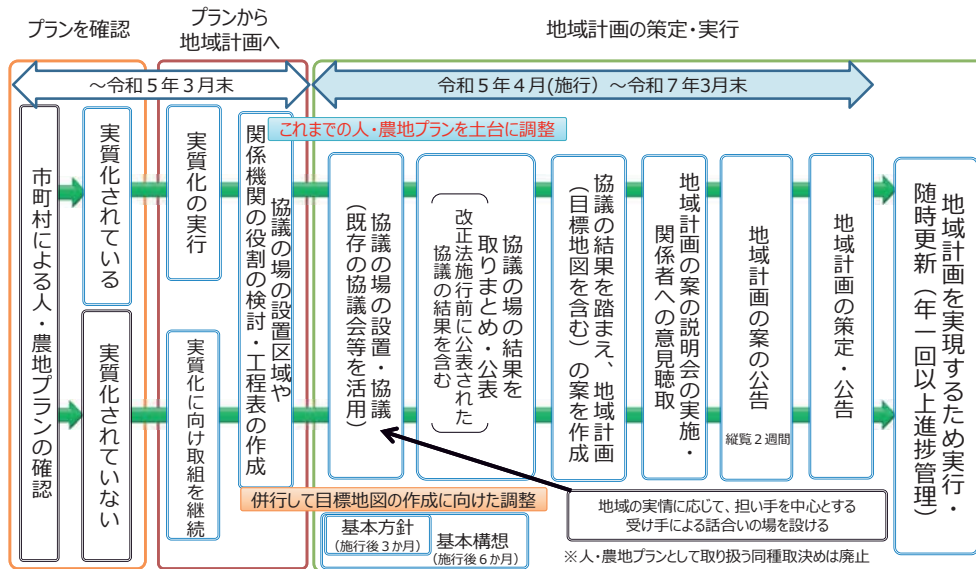 プランを確認
プランから
地域計画へ
地域計画の策定・実行
～令和５年３月末
令和５年４月(施行) ～令和７年3月末
これまでの人・農地プランを土台に調整
市町村による人・農地プランの確認
実質化されている
実質化されていない
実質化の実行
実質化に向け取組を継続
協議の場の設置区域や
関係機関の役割の検討・工程表の作成
協議の場の設置・協議
(既存の協議会等を活用)
協議の場の結果を
取りまとめ・公表
改正法施行前に公表された
協議の結果を含む
協議の結果を踏まえ、地域計画
(目標地図を含む)の案を作成
地域計画の案の説明会の実施・
関係者への意見聴取
地域計画の案の公告
縦覧２週間
地域計画の策定・公告
地域計画を実現するため実行・
随時更新(年一回以上進捗管理)
併行して目標地図の作成に向けた調整
地域の実情に応じて、担い手を中心とする
受け手による話合いの場を設ける
基本方針
(施行後３か月)
基本構想
(施行後６か月)
※人・農地プランとして取り扱う同種取決めは廃止